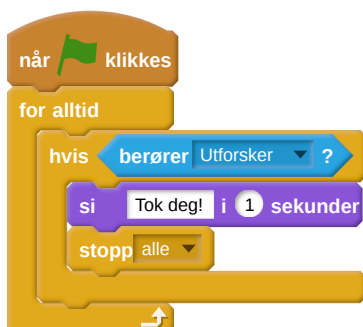 når klikkes
for alltid
hvis berører Utforsker ?
si Tok deg! i 1 sekunder
stopp alle